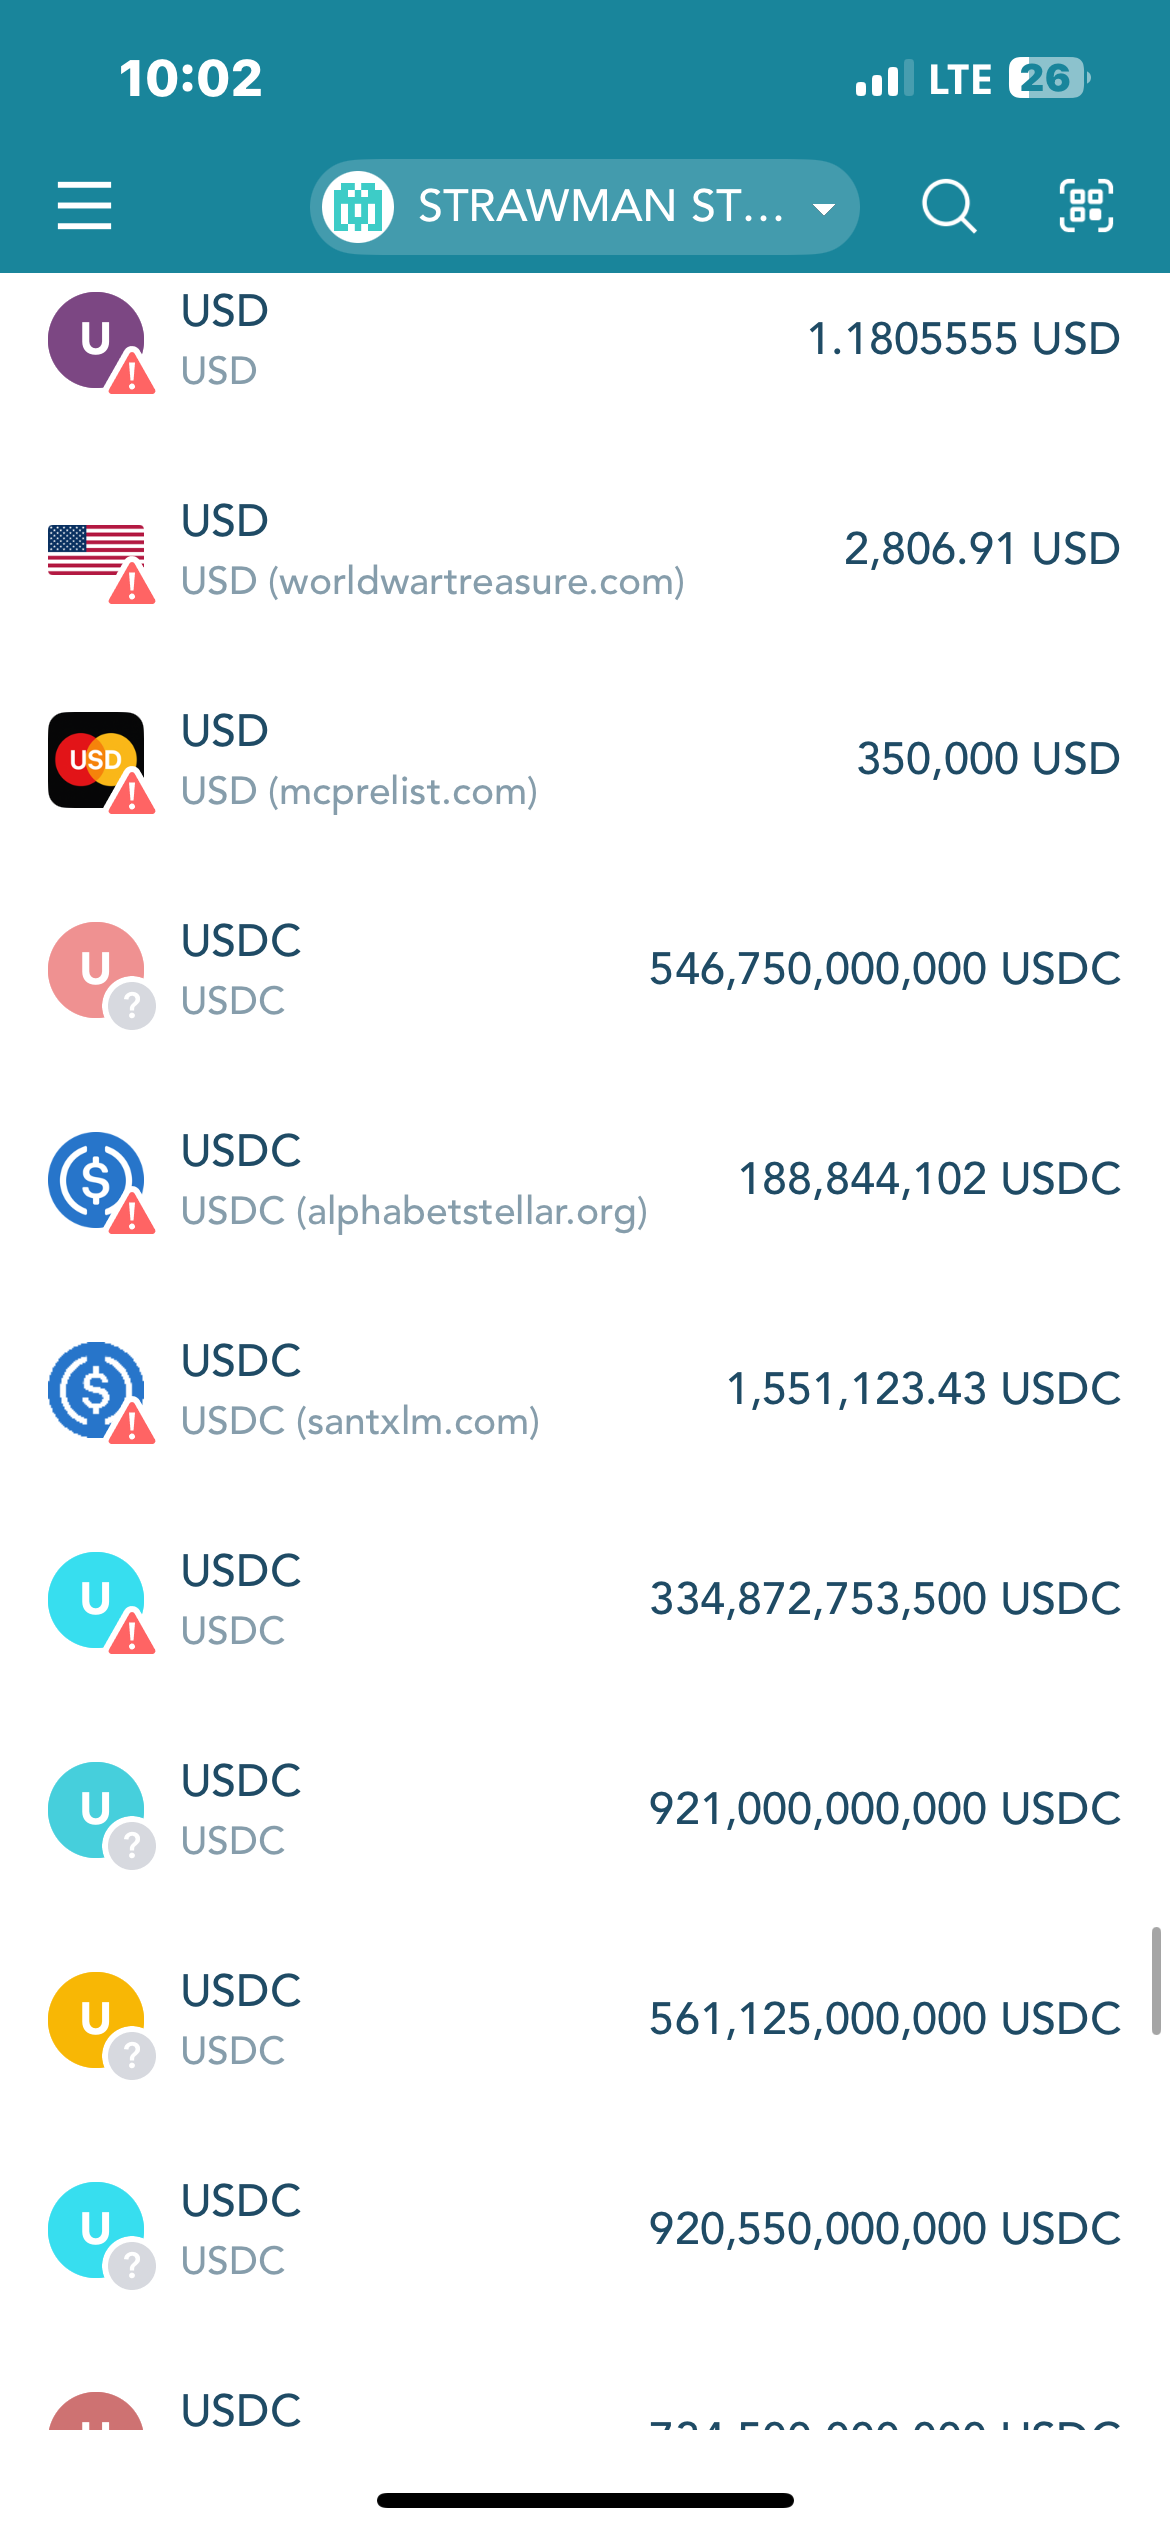 10:02
LTE 26
STRAWMAN ST...
U
USD
USD
1.1805555 USD
USD
USD (worldwartreasure.com)
2,806.91 USD
USD
USD
USD (mcprelist.com)
350,000 USD
U
?
USDC
USDC
546,750,000,000 USDC
USDC
USDC (alphabetstellar.org)
188,844,102 USDC
USDC
USDC (santxlm.com)
1,551,123.43 USDC
U
USDC
USDC
334,872,753,500 USDC
U
?
USDC
USDC
921,000,000,000 USDC
U
?
USDC
USDC
561,125,000,000 USDC
U
?
USDC
USDC
920,550,000,000 USDC
USDC